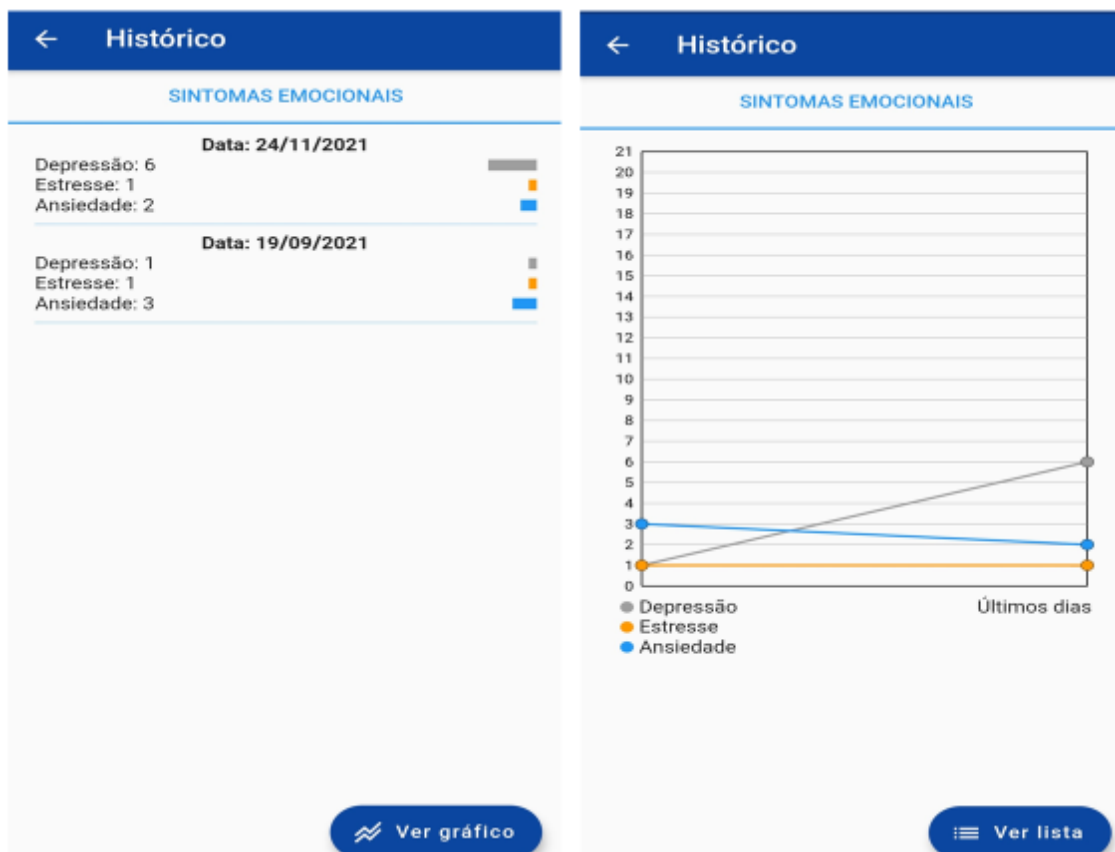 Histórico
SINTOMAS EMOCIONAIS
Data: 24/11/2021
Depressão: 6
Estresse: 1
Ansiedade: 2
Data: 19/09/2021
Depressão: 1
Estresse: 1
Ansiedade: 3
Ver gráfico
Histórico
SINTOMAS EMOCIONAIS
21
20
19
18
17
16
15
14
13
12
11
10
9
8
7
6
5
4
3
2
1
0
Depressão
Últimos dias
Estresse
Ansiedade
Ver lista